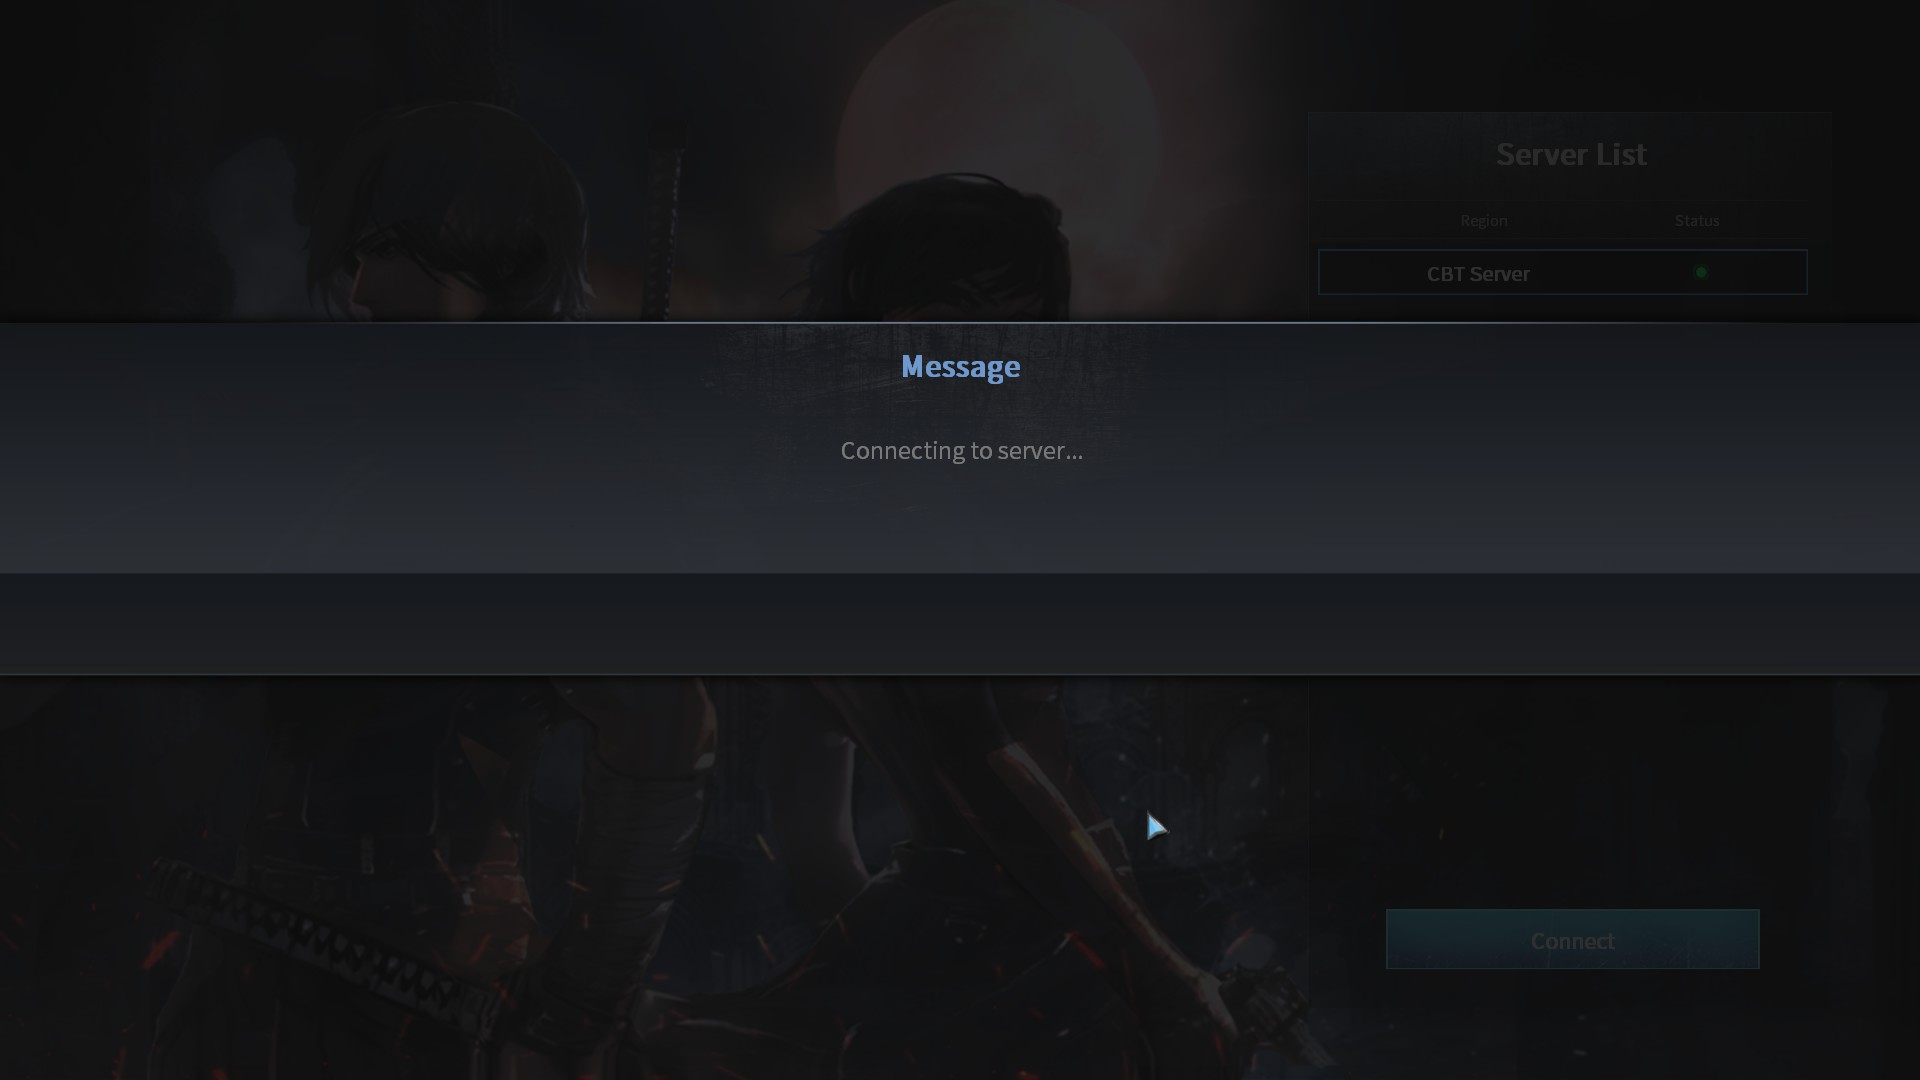 Server List
Region Status
CBT Server
Message
Connecting to server...
Connect